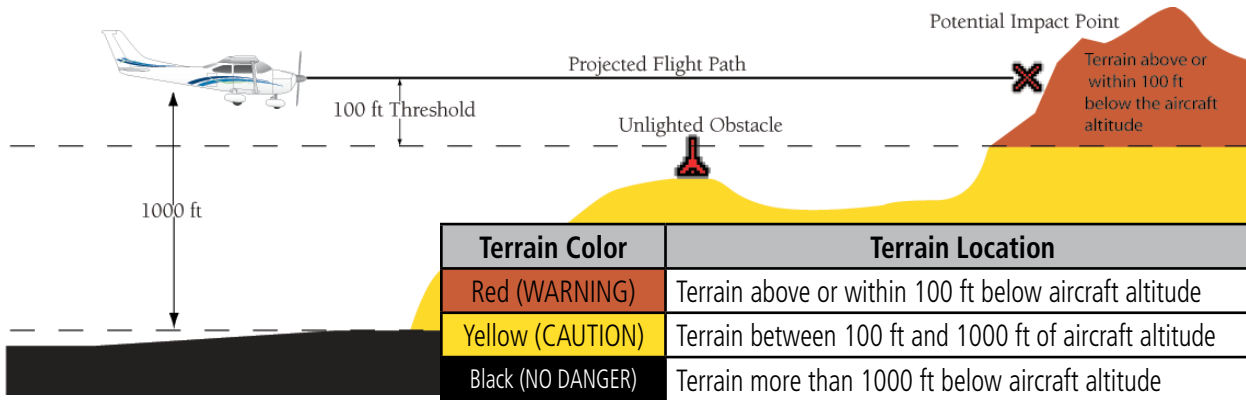 Potential Impact Point
Projected Flight Path
Terrain above or
within 100 ft
below the aircraft
altitude
100 ft Threshold
Unlighted Obstacle
1000 ft
Terrain Color Terrain Location
Red (WARNING) Terrain above or within 100 ft below aircraft altitude
Yellow (CAUTION) Terrain between 100 ft and 1000 ft of aircraft altitude
Black (NO DANGER) Terrain more than 1000 ft below aircraft altitude